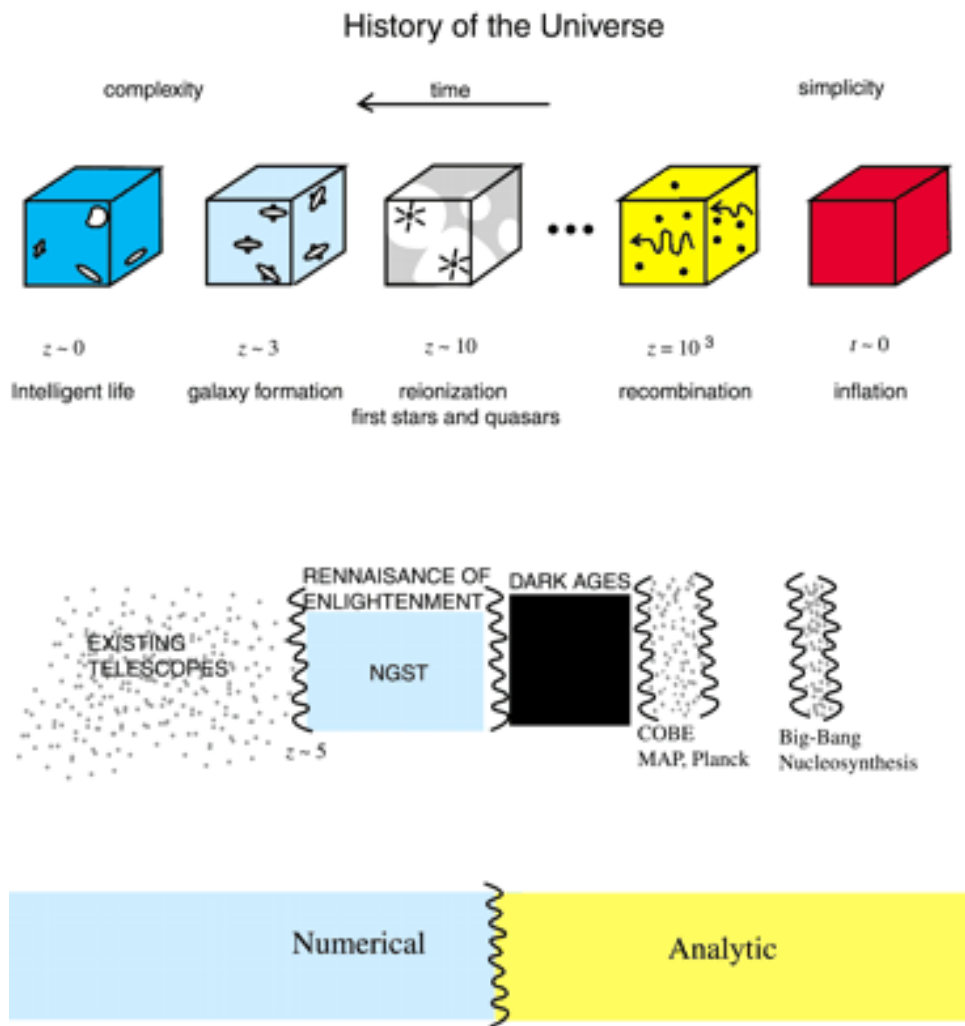 History of the Universe
complexity
time
simplicity
z ~ 0
z ~ 3
z ~ 10
z = 10 ³
t ~ 0
Intelligent life
galaxy formation
reionization
first stars and quasars
recombination
inflation
EXISTING
TELESCOPES
RENNAISANCE OF
ENLIGHTENMENT
NGST
z ~ 5
DARK AGES
COBE
MAP, Planck
Big-Bang
Nucleosynthesis
Numerical
Analytic